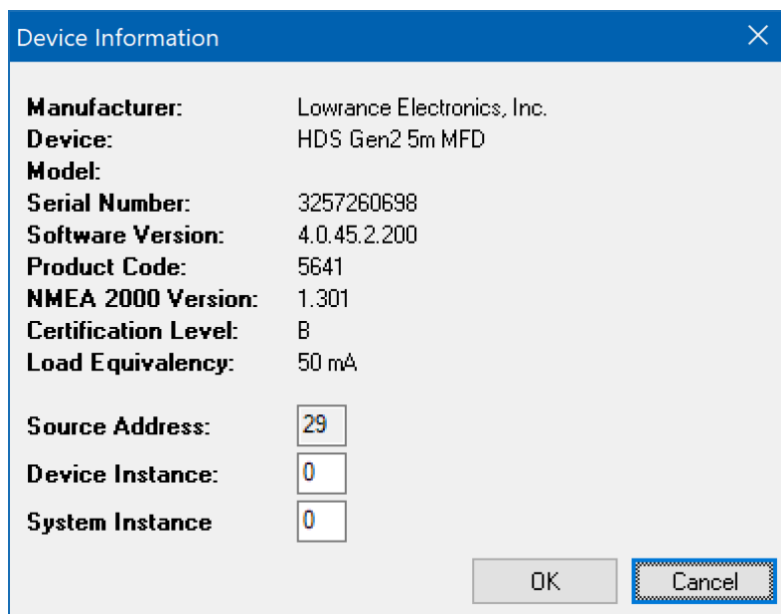 Device Information
Manufacturer: Lowrance Electronics, Inc.
Device: HDS Gen2 5m MFD
Model:
Serial Number: 3257260698
Software Version: 4.0.45.2.200
Product Code: 5641
NMEA 2000 Version: 1.301
Certification Level: B
Load Equivalency: 50 mA
Source Address: 29
Device Instance: 0
System Instance 0
OK Cancel